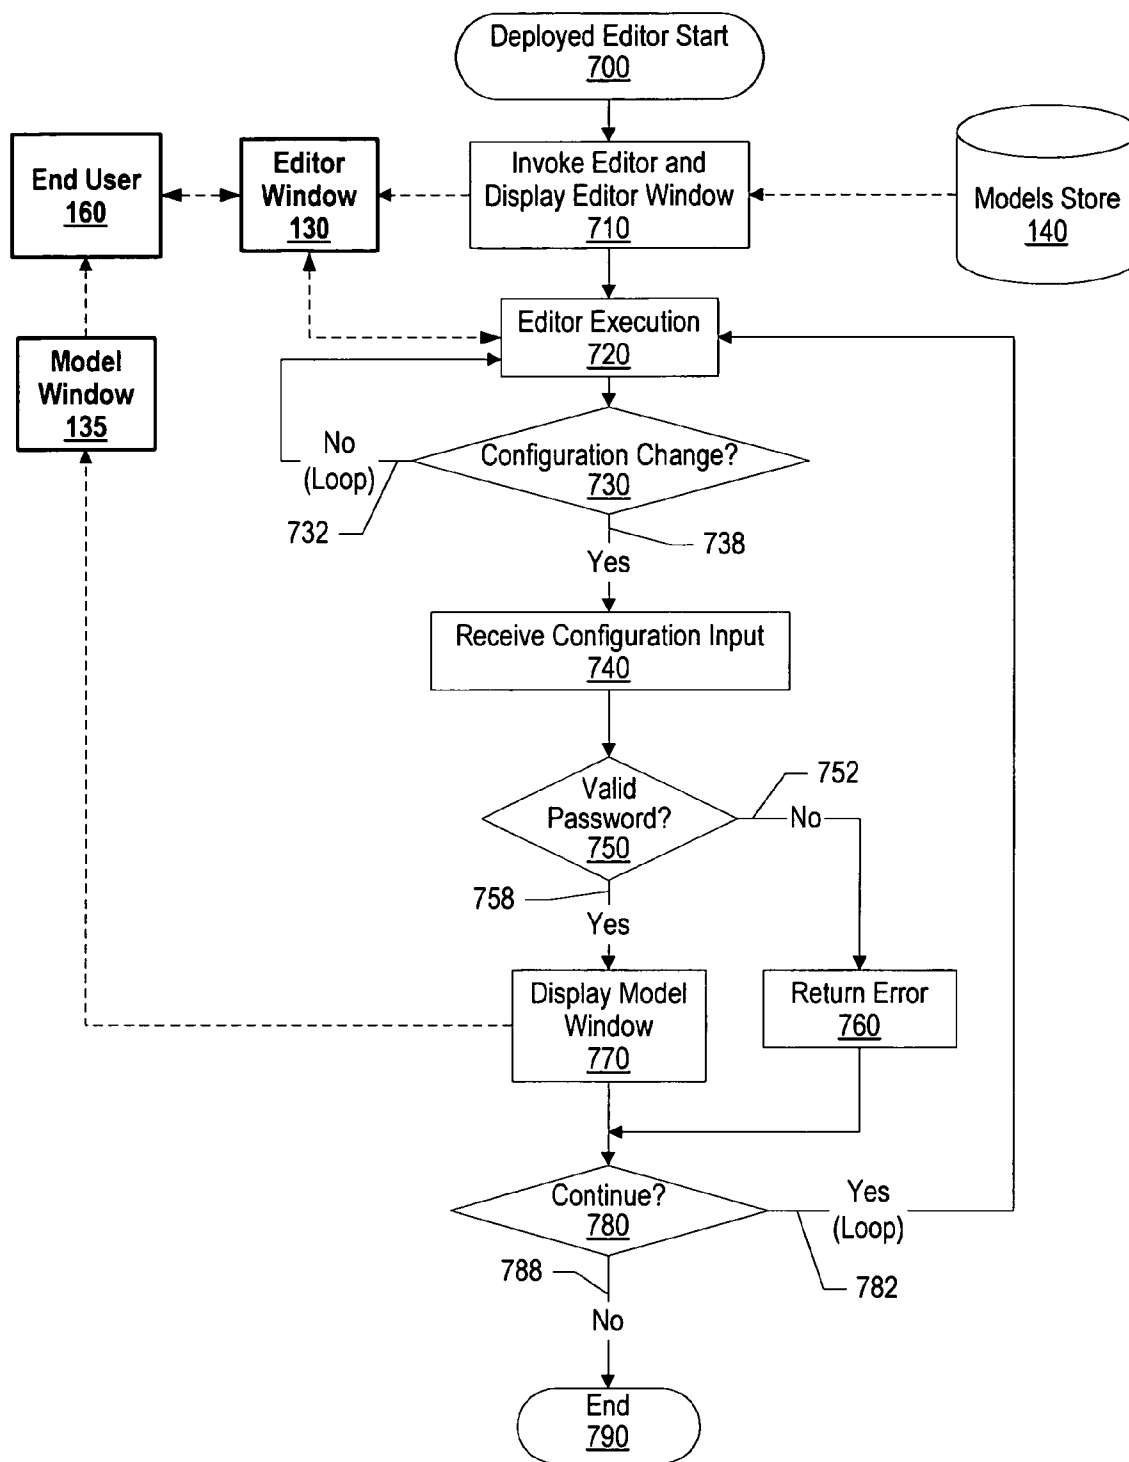 Deployed Editor Start
700
End User
160
Editor
Window
130
Invoke Editor and
Display Editor Window
710
Models Store
140
Editor Execution
720
Model
Window
135
No
(Loop)
Configuration Change?
730
732
738
Yes
Receive Configuration Input
740
Valid
Password?
750
752
No
758
Yes
Display Model
Window
770
Return Error
760
Continue?
780
Yes
(Loop)
788
782
No
End
790